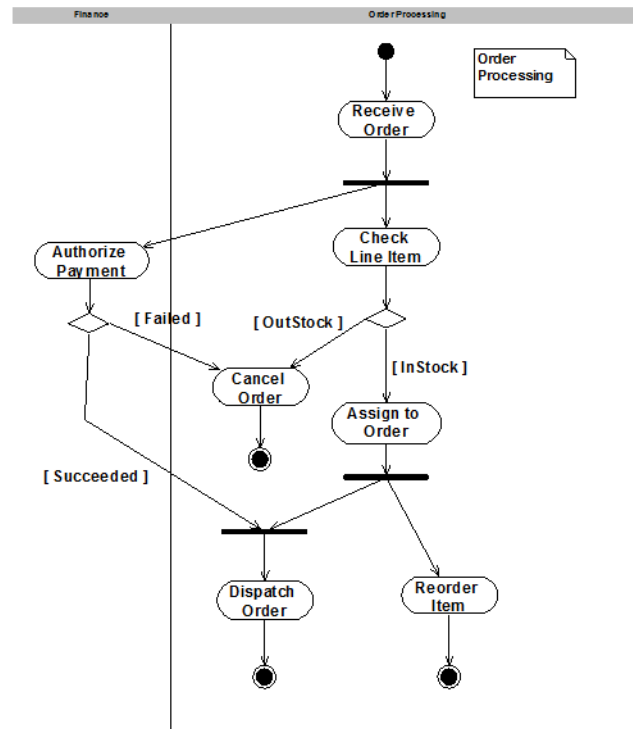 Finance
Order Processing
Order
Processing
Receive
Order
Authorize
Payment
Check
Line Item
[ Failed ]
[ OutStock ]
[ InStock ]
Cancel
Order
Assign to
Order
[ Succeeded ]
Dispatch
Order
Reorder
Item